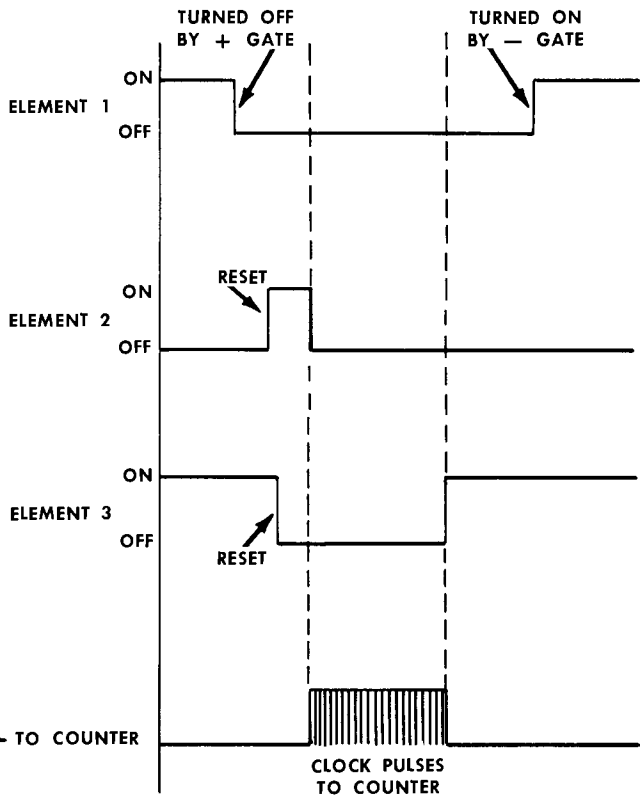 TURNED OFF
BY + GATE
TURNED ON
BY — GATE
ON
ELEMENT 1
OFF
RESET
ON
ELEMENT 2
OFF
ON
ELEMENT 3
OFF
RESET
TO COUNTER
CLOCK PULSES
TO COUNTER